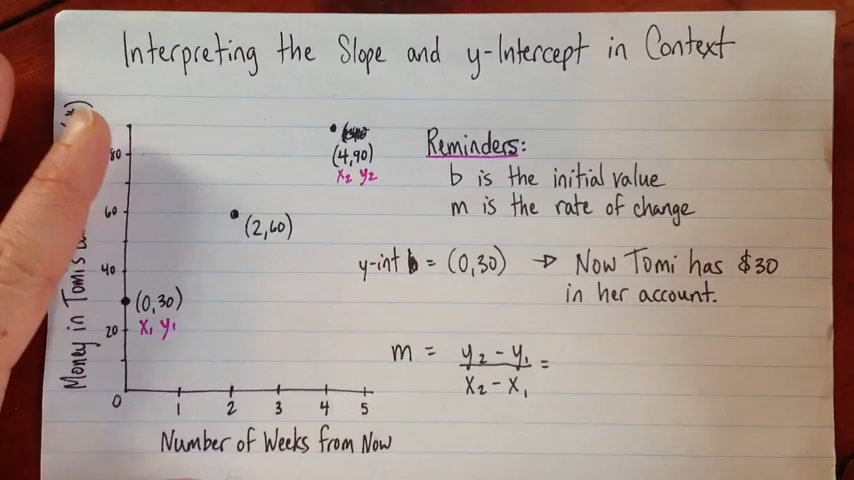 Interpreting the Slope and y-Intercept in Context
80
60
40
20
0
1 2 3 4 5
Money in Tomi's
Number of Weeks from Now
(4,90)
x₂ y₂
(2,60)
(0,30)
x₁ y₁
Reminders:
b is the initial value
m is the rate of change
y-int b = (0,30) → Now Tomi has $30
in her account.
m = y₂ - y₁ =
x₂ - x₁